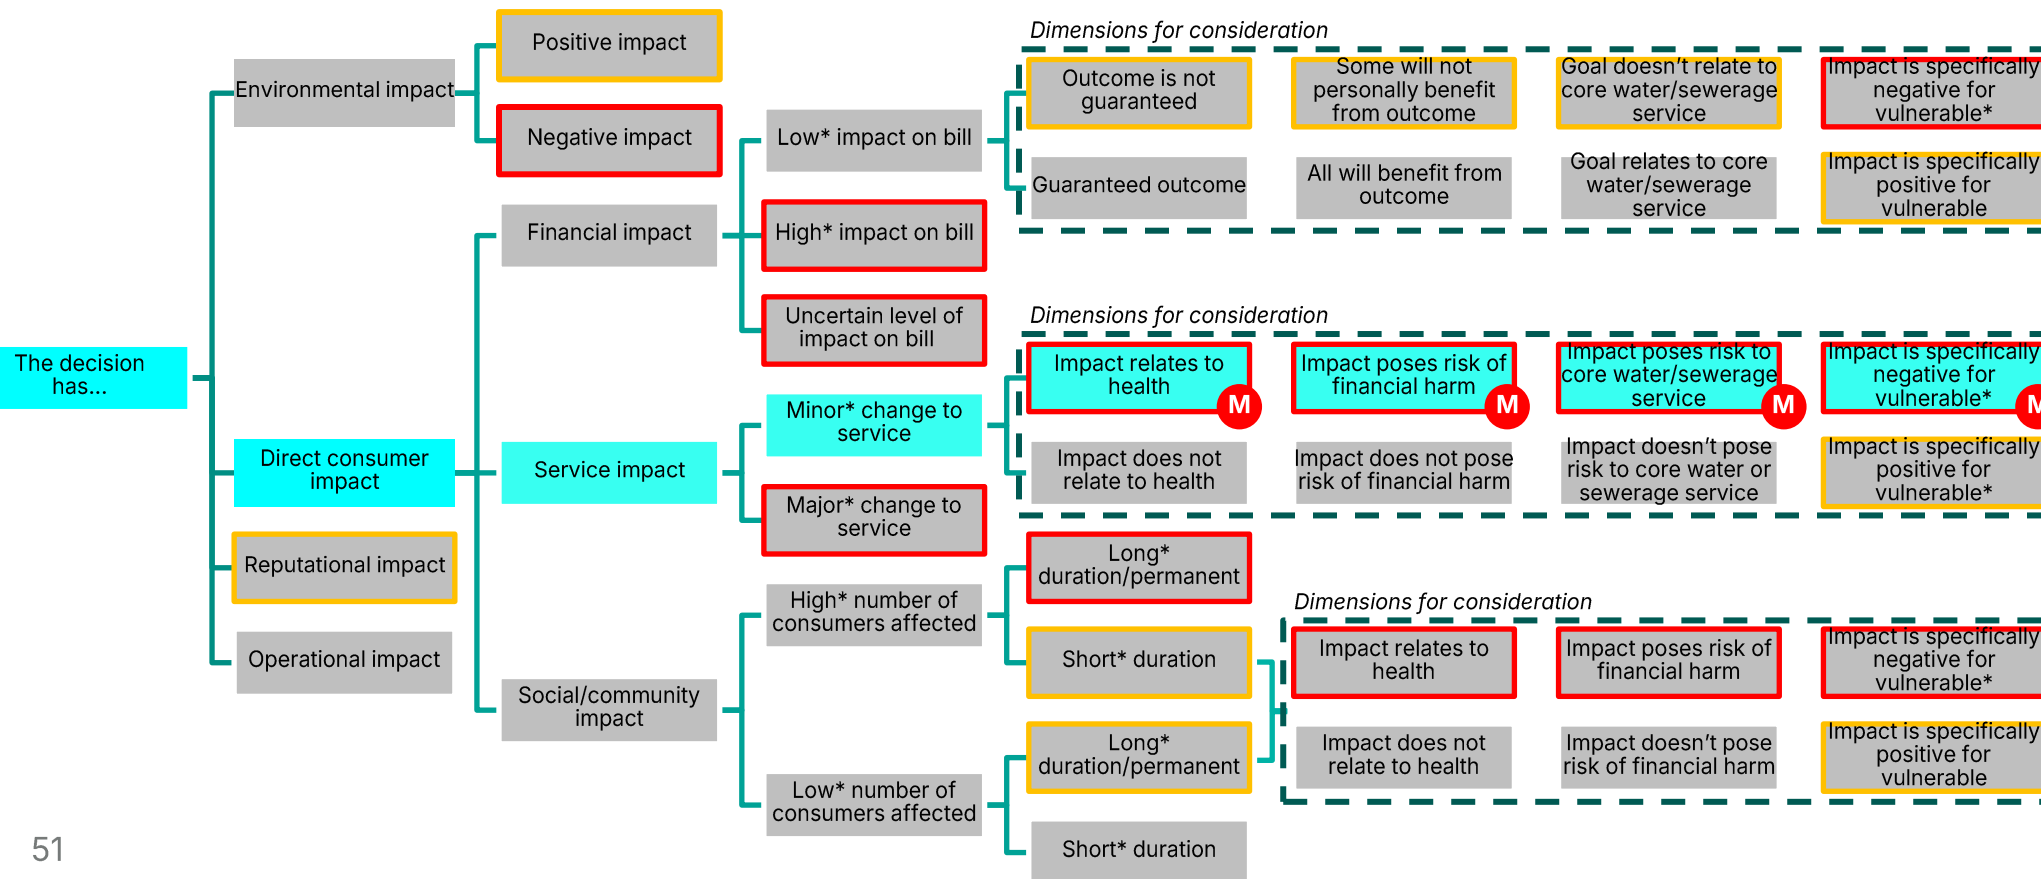 Positive impact
Environmental impact
Negative impact
Financial impact
The decision
has...
Direct consumer
impact
Service impact
Reputational impact
Operational impact
Social/community
impact
Low* impact on bill
High* impact on bill
Uncertain level of
impact on bill
Minor* change to
service
Major* change to
service
High* number of
consumers affected
Low* number of
consumers affected
Dimensions for consideration
Outcome is not
guaranteed
Some will not
personally benefit
from outcome
Goal doesn't relate to
core water/sewerage
service
Impact is specifically
negative for
vulnerable*
Guaranteed outcome
All will benefit from
outcome
Goal relates to core
water/sewerage
service
Impact is specifically
positive for
vulnerable
Dimensions for consideration
Impact relates to
health
M
Impact poses risk of
financial harm
M
Impact poses risk to
core water/sewerage
service
M
Impact is specifically
negative for
vulnerable*
M
Impact does not
relate to health
Impact does not pose
risk of financial harm
Impact doesn't pose
risk to core water or
sewerage service
Impact is specifically
positive for
vulnerable*
Long*
duration/permanent
Short* duration
Long*
duration/permanent
Short* duration
Dimensions for consideration
Impact relates to
health
Impact poses risk of
financial harm
Impact is specifically
negative for
vulnerable*
Impact does not
relate to health
Impact doesn't pose
risk of financial harm
Impact is specifically
positive for
vulnerable
51